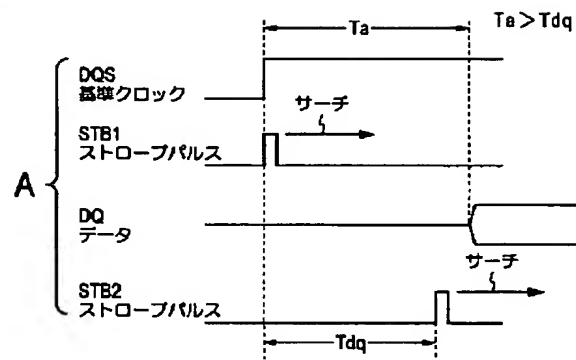 Ta
Ta>Tdq
DQS
基準クロック
サーチ
STB1
ストローブパルス
A
DQ
データ
サーチ
STB2
ストローブパルス
Tdq